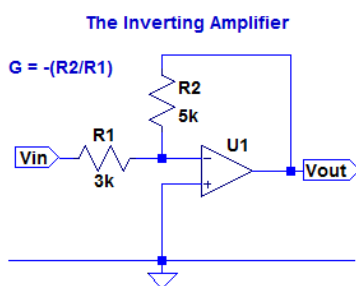 The Inverting Amplifier
G = -(R2/R1)
R2
5k
R1
3k
Vin
U1
Vout